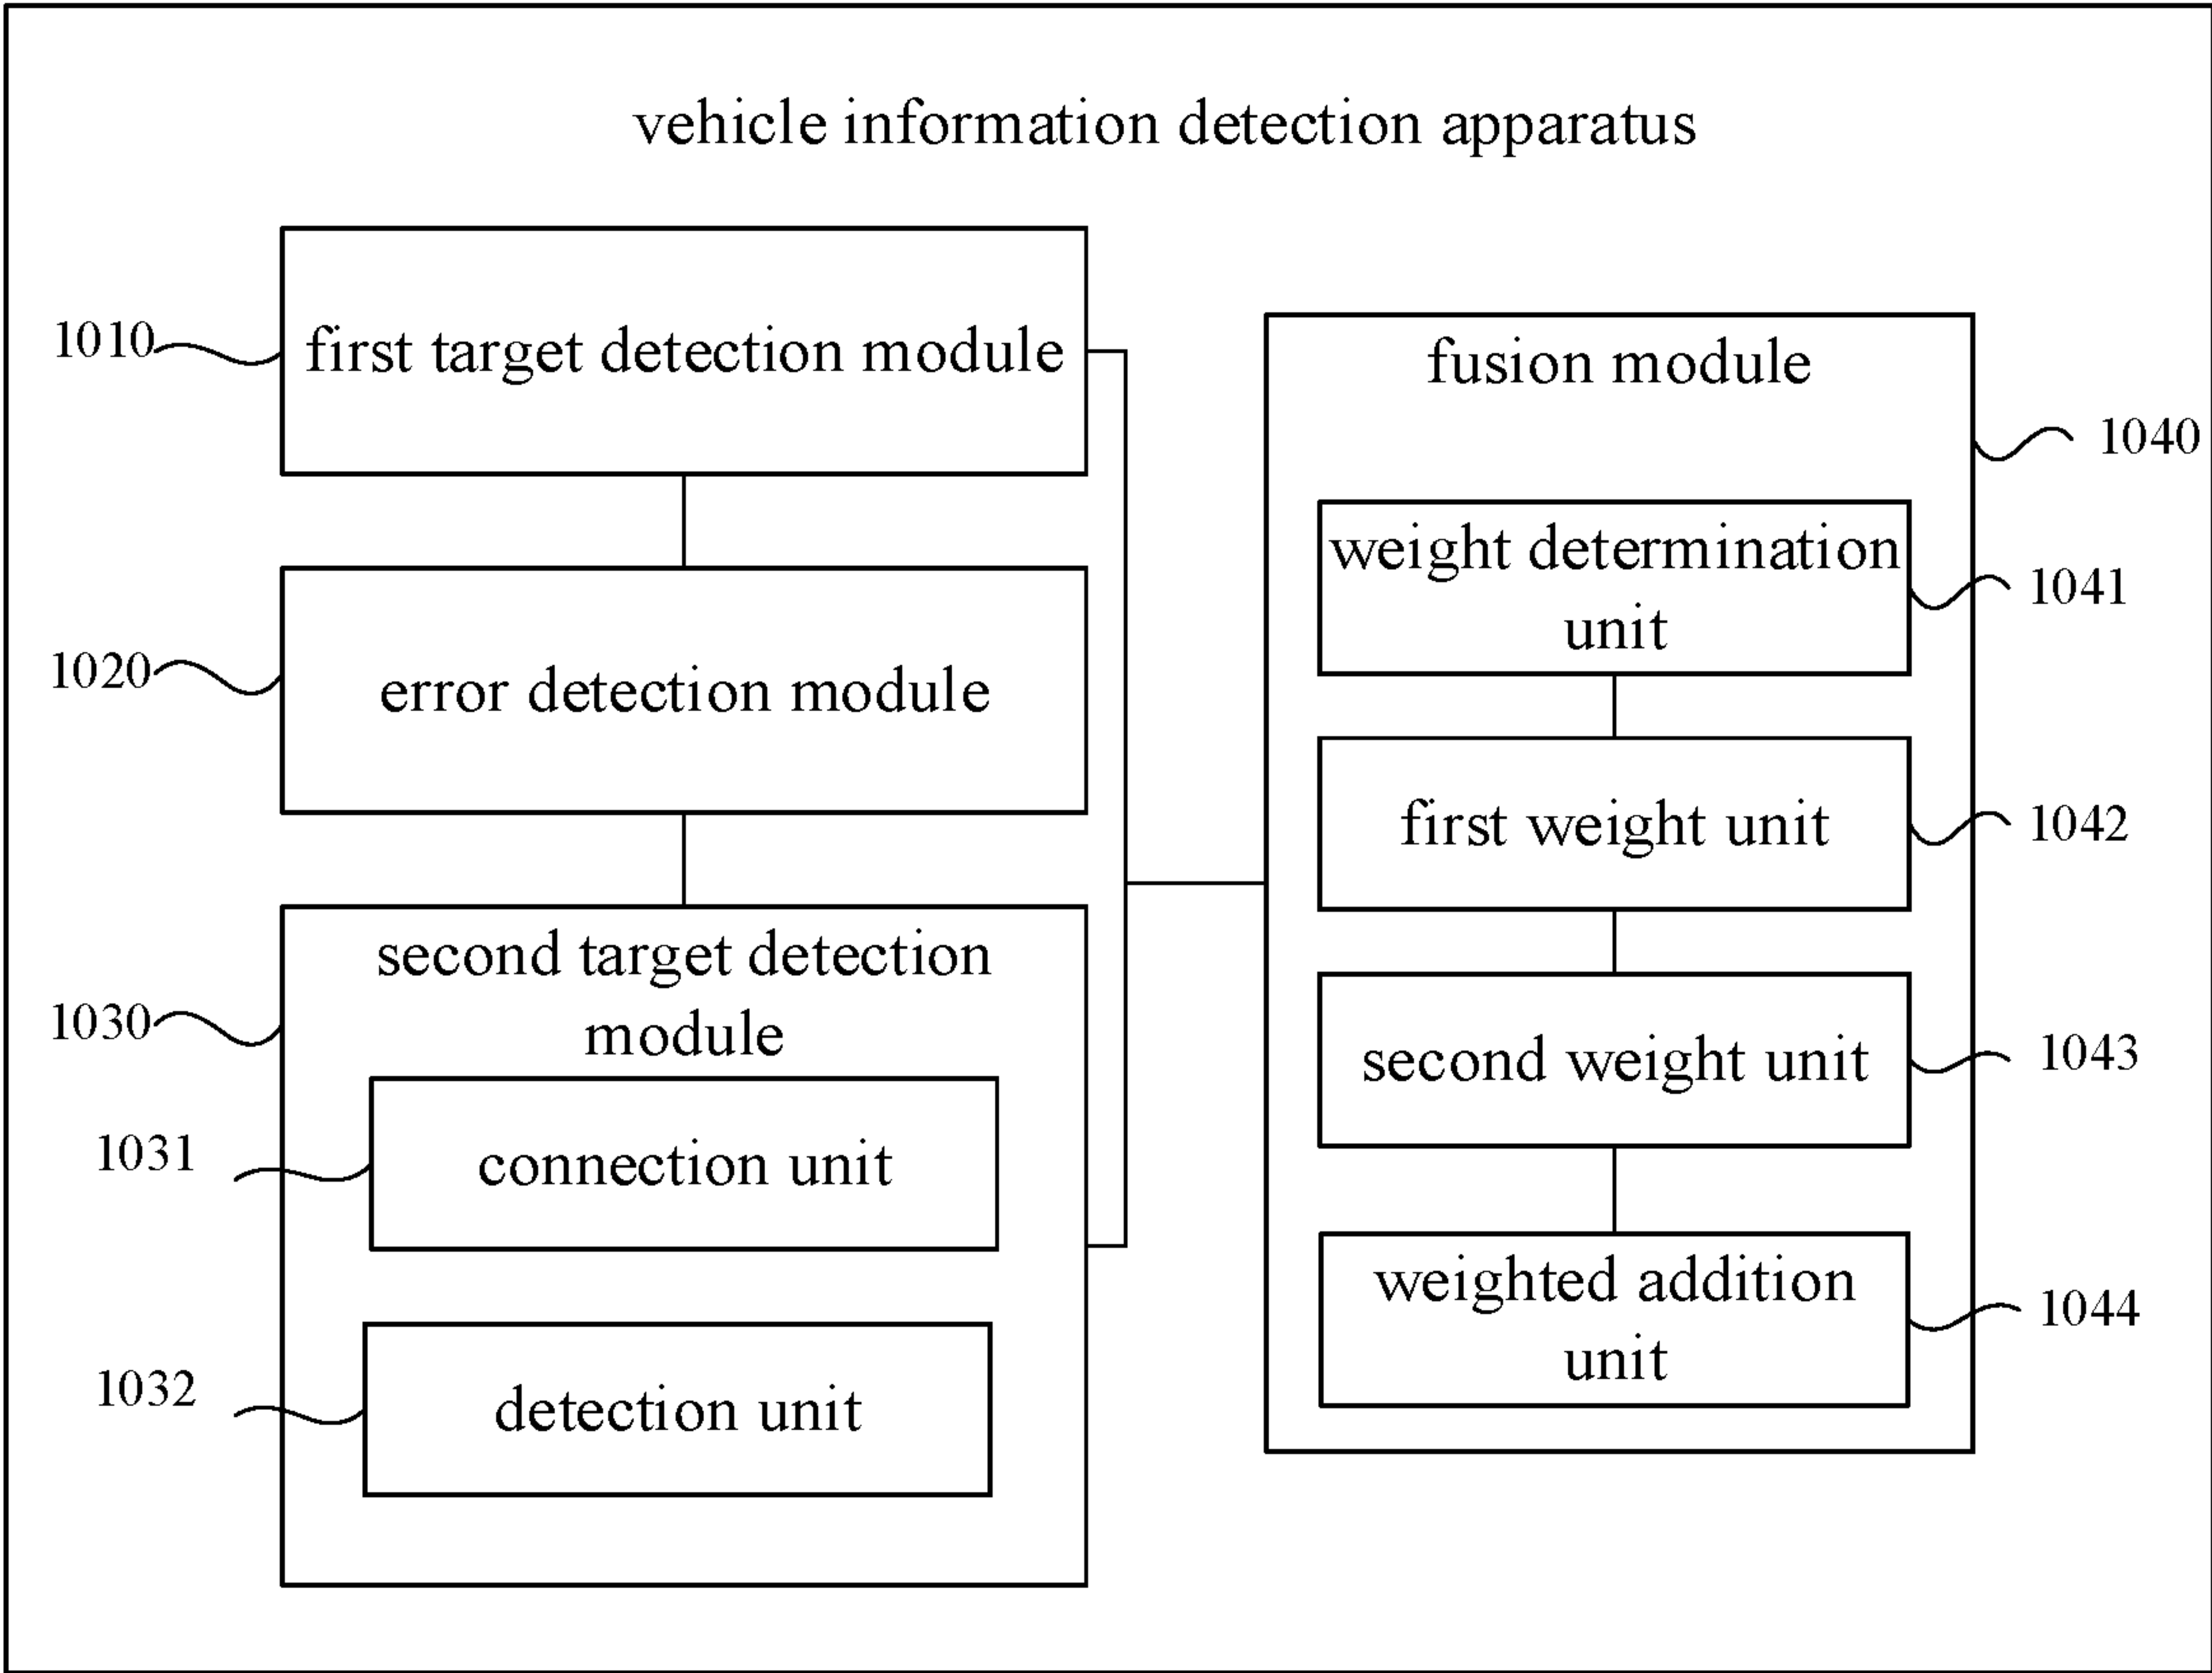 vehicle information detection apparatus
1010
first target detection module
1020
error detection module
1030
second target detection
module
1031
connection unit
1032
detection unit
fusion module
1040
weight determination
unit
1041
first weight unit
1042
second weight unit
1043
weighted addition
unit
1044